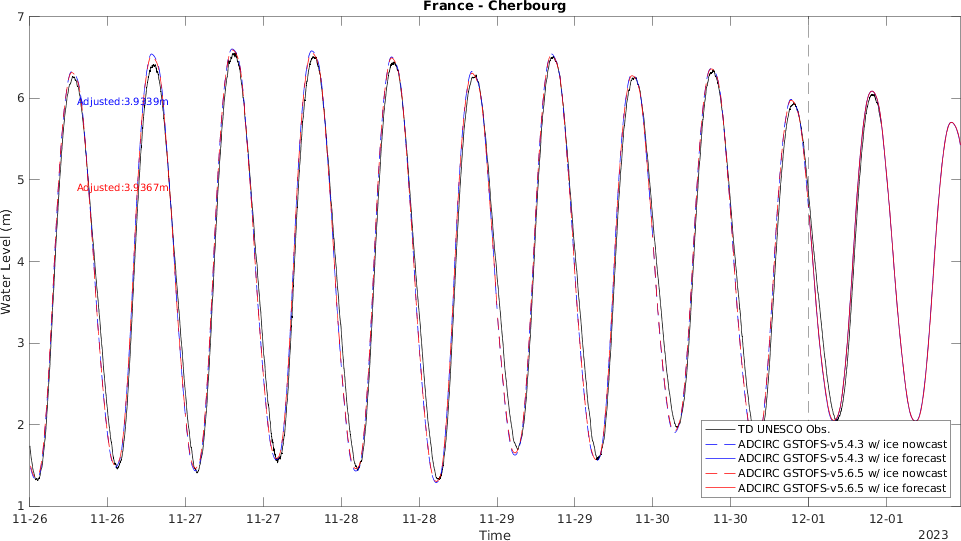 France - Cherbourg
Water Level (m)
7
6
5
4
3
2
1
Adjusted:3.9339m
Adjusted:3.9367m
TD UNESCO Obs.
ADCIRC GSTOFS-v5.4.3 w/ ice nowcast
ADCIRC GSTOFS-v5.4.3 w/ ice forecast
ADCIRC GSTOFS-v5.6.5 w/ ice nowcast
ADCIRC GSTOFS-v5.6.5 w/ ice forecast
11-26 11-26 11-27 11-27 11-28 11-28 11-29 11-29 11-30 11-30 12-01 12-01
Time
2023